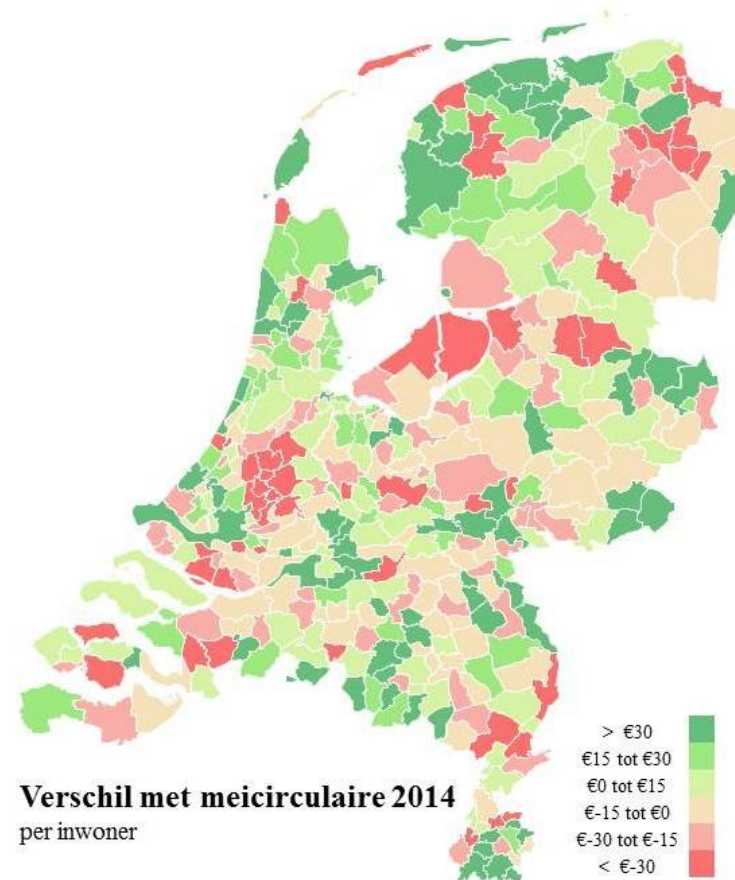 > €30
€15 tot €30
€0 tot €15
€-15 tot €0
€-30 tot €-15
< €-30
Verschil met meicirculaire 2014
per inwoner